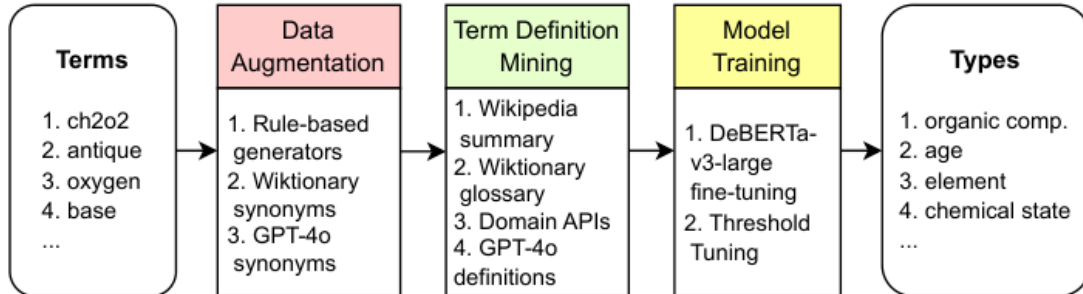 Terms
1. ch2o2
2. antique
3. oxygen
4. base
...
Data
Augmentation
1. Rule-based
generators
2. Wiktionary
synonyms
3. GPT-4o
synonyms
Term Definition
Mining
1. Wikipedia
summary
2. Wiktionary
glossary
3. Domain APIs
4. GPT-4o
definitions
Model
Training
1. DeBERTa-
v3-large
fine-tuning
2. Threshold
Tuning
Types
1. organic comp.
2. age
3. element
4. chemical state
...